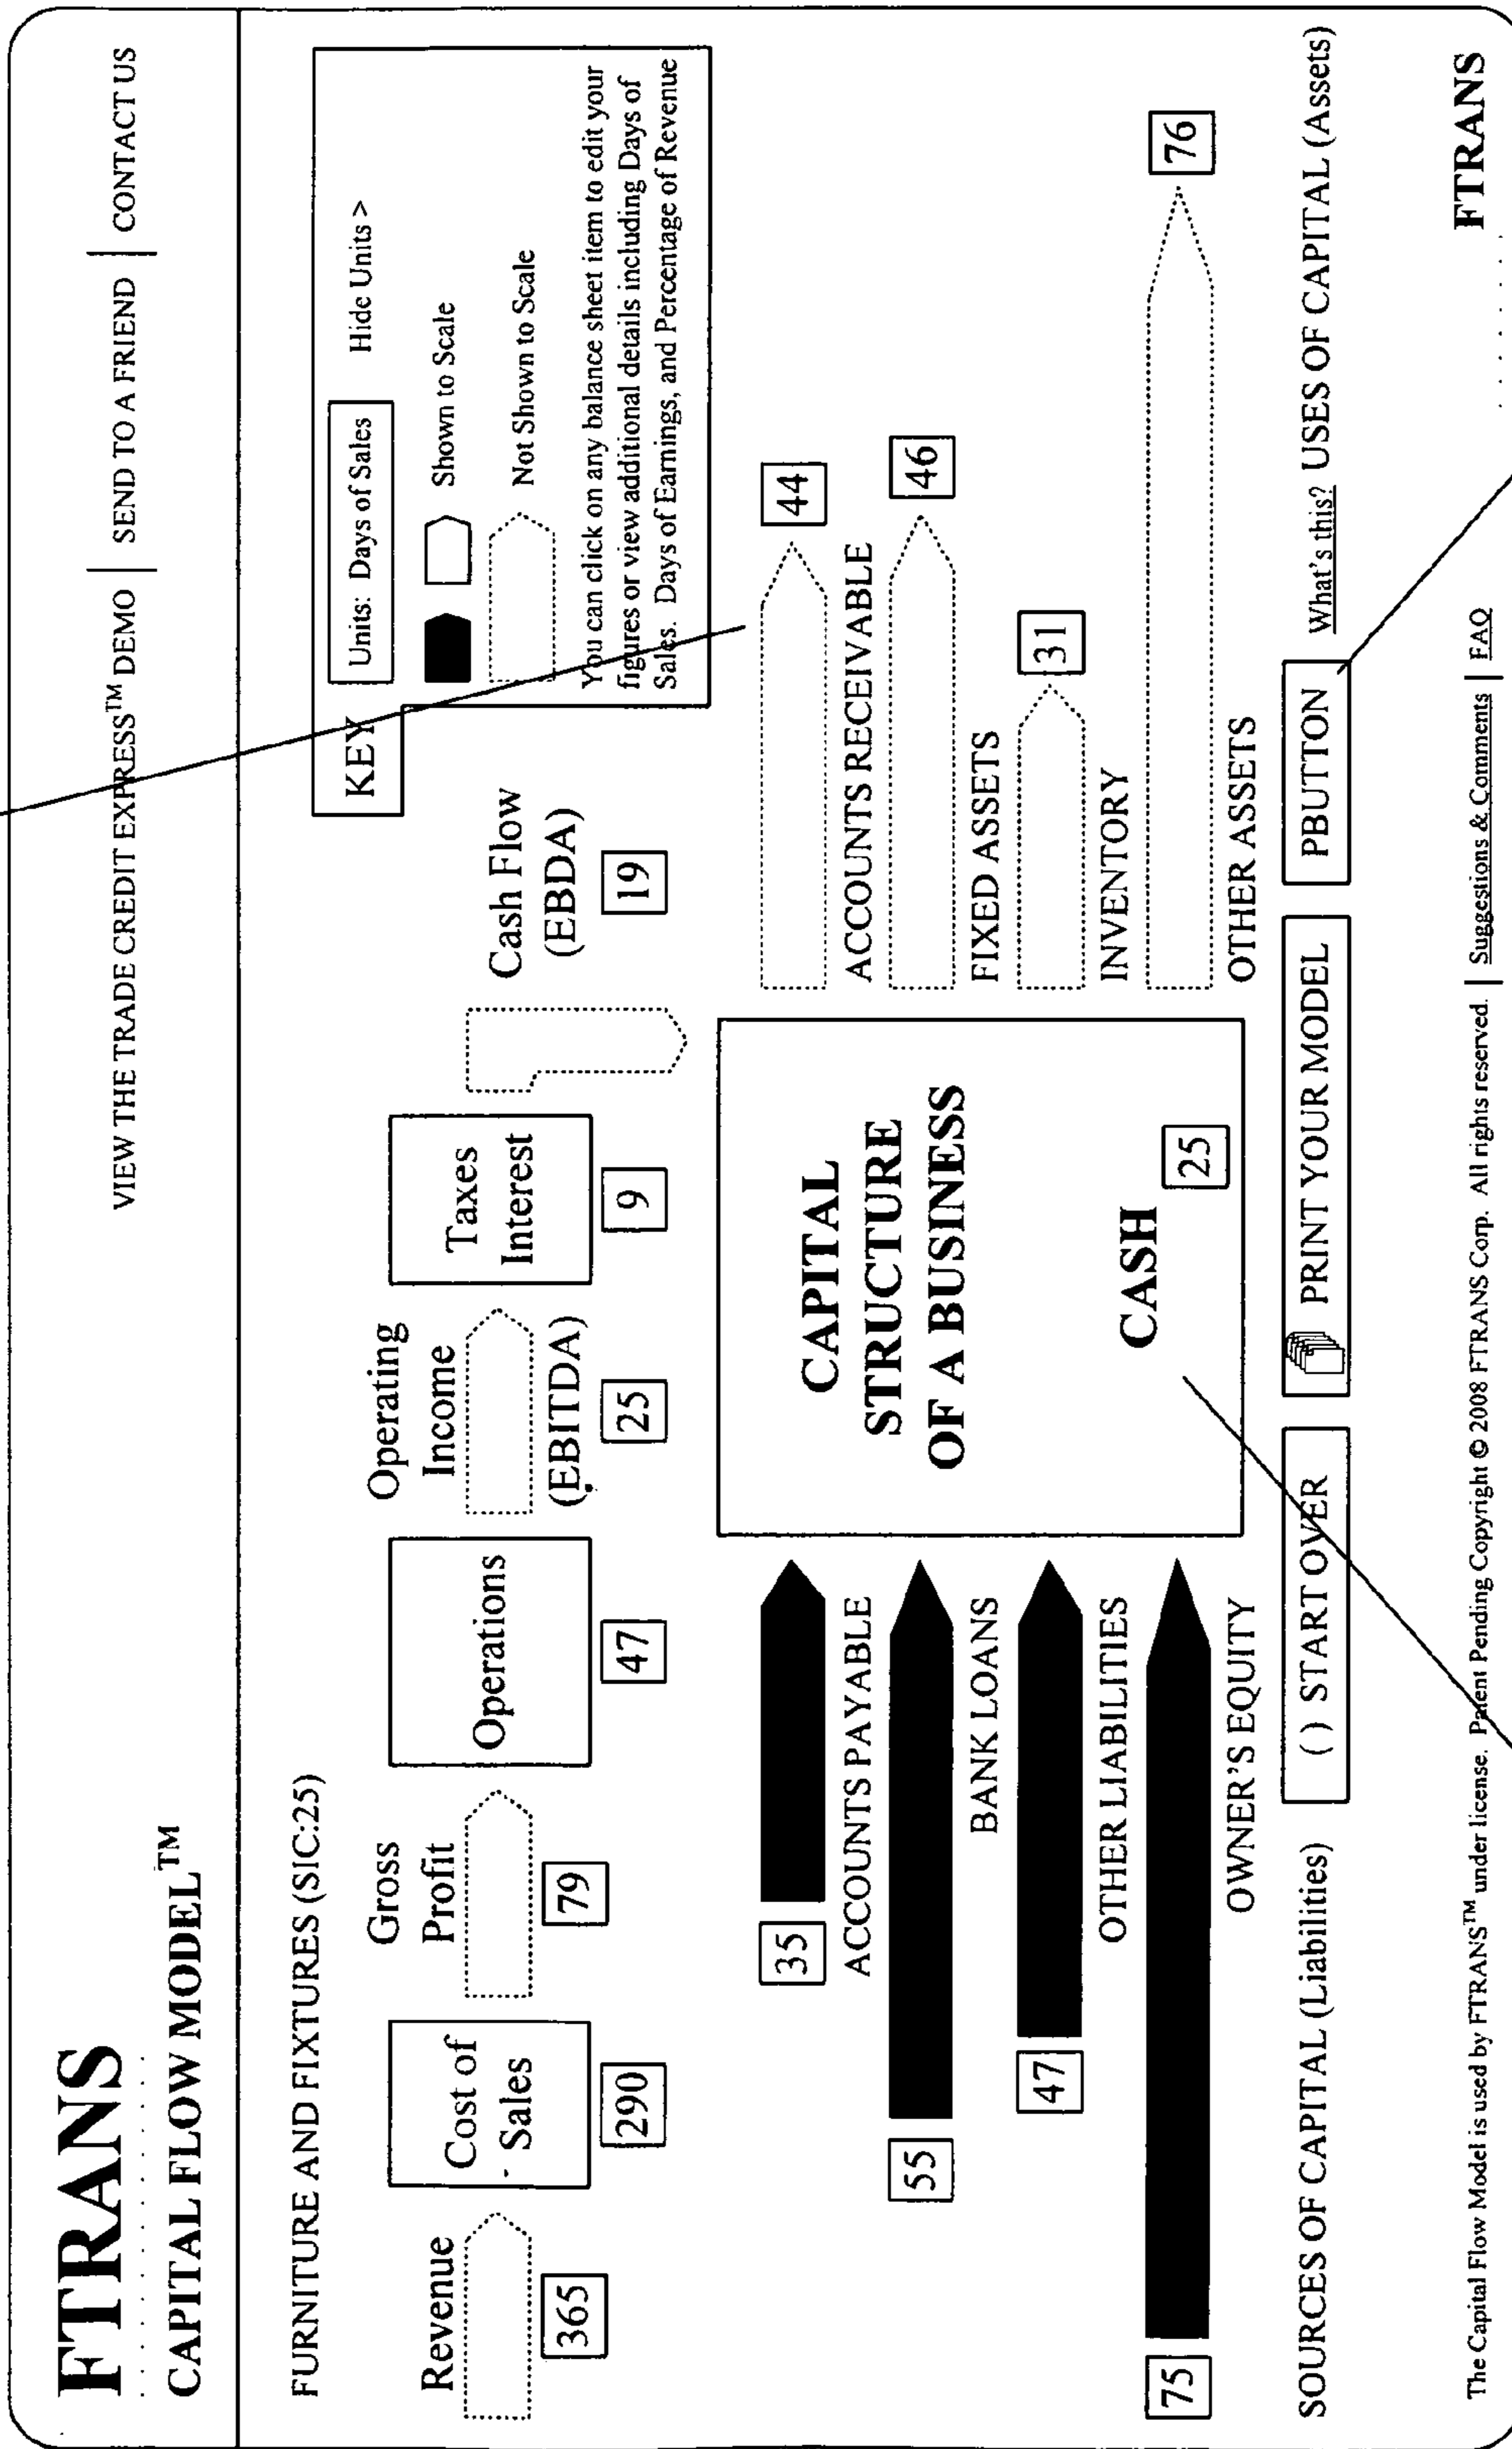 FTRANS
CAPITAL FLOW MODEL™
VIEW THE TRADE CREDIT EXPRESS™ DEMO | SEND TO A FRIEND | CONTACT US
FURNITURE AND FIXTURES (SIC:25)
KEY
Units: Days of Sales
Hide Units >
Shown to Scale
Not Shown to Scale
You can click on any balance sheet item to edit your
figures or view additional details including Days of
Sales. Days of Earnings, and Percentage of Revenue
Revenue
365
Cost of
Sales
290
Gross
Profit
79
Operations
47
Operating
Income
(EBITDA)
25
Taxes
Interest
9
Cash Flow
(EBDA)
19
35
ACCOUNTS PAYABLE
55
BANK LOANS
47
OTHER LIABILITIES
75
OWNER'S EQUITY
CAPITAL
STRUCTURE
OF A BUSINESS
CASH
25
44
ACCOUNTS RECEIVABLE
46
FIXED ASSETS
31
INVENTORY
76
OTHER ASSETS
SOURCES OF CAPITAL (Liabilities)
( ) START OVER
PRINT YOUR MODEL
PBUTTON
What's this?
USES OF CAPITAL (Assets)
The Capital Flow Model is used by FTRANS™ under license. Patent Pending Copyright © 2008 FTRANS Corp. All rights reserved. | Suggestions & Comments | FAQ
FTRANS